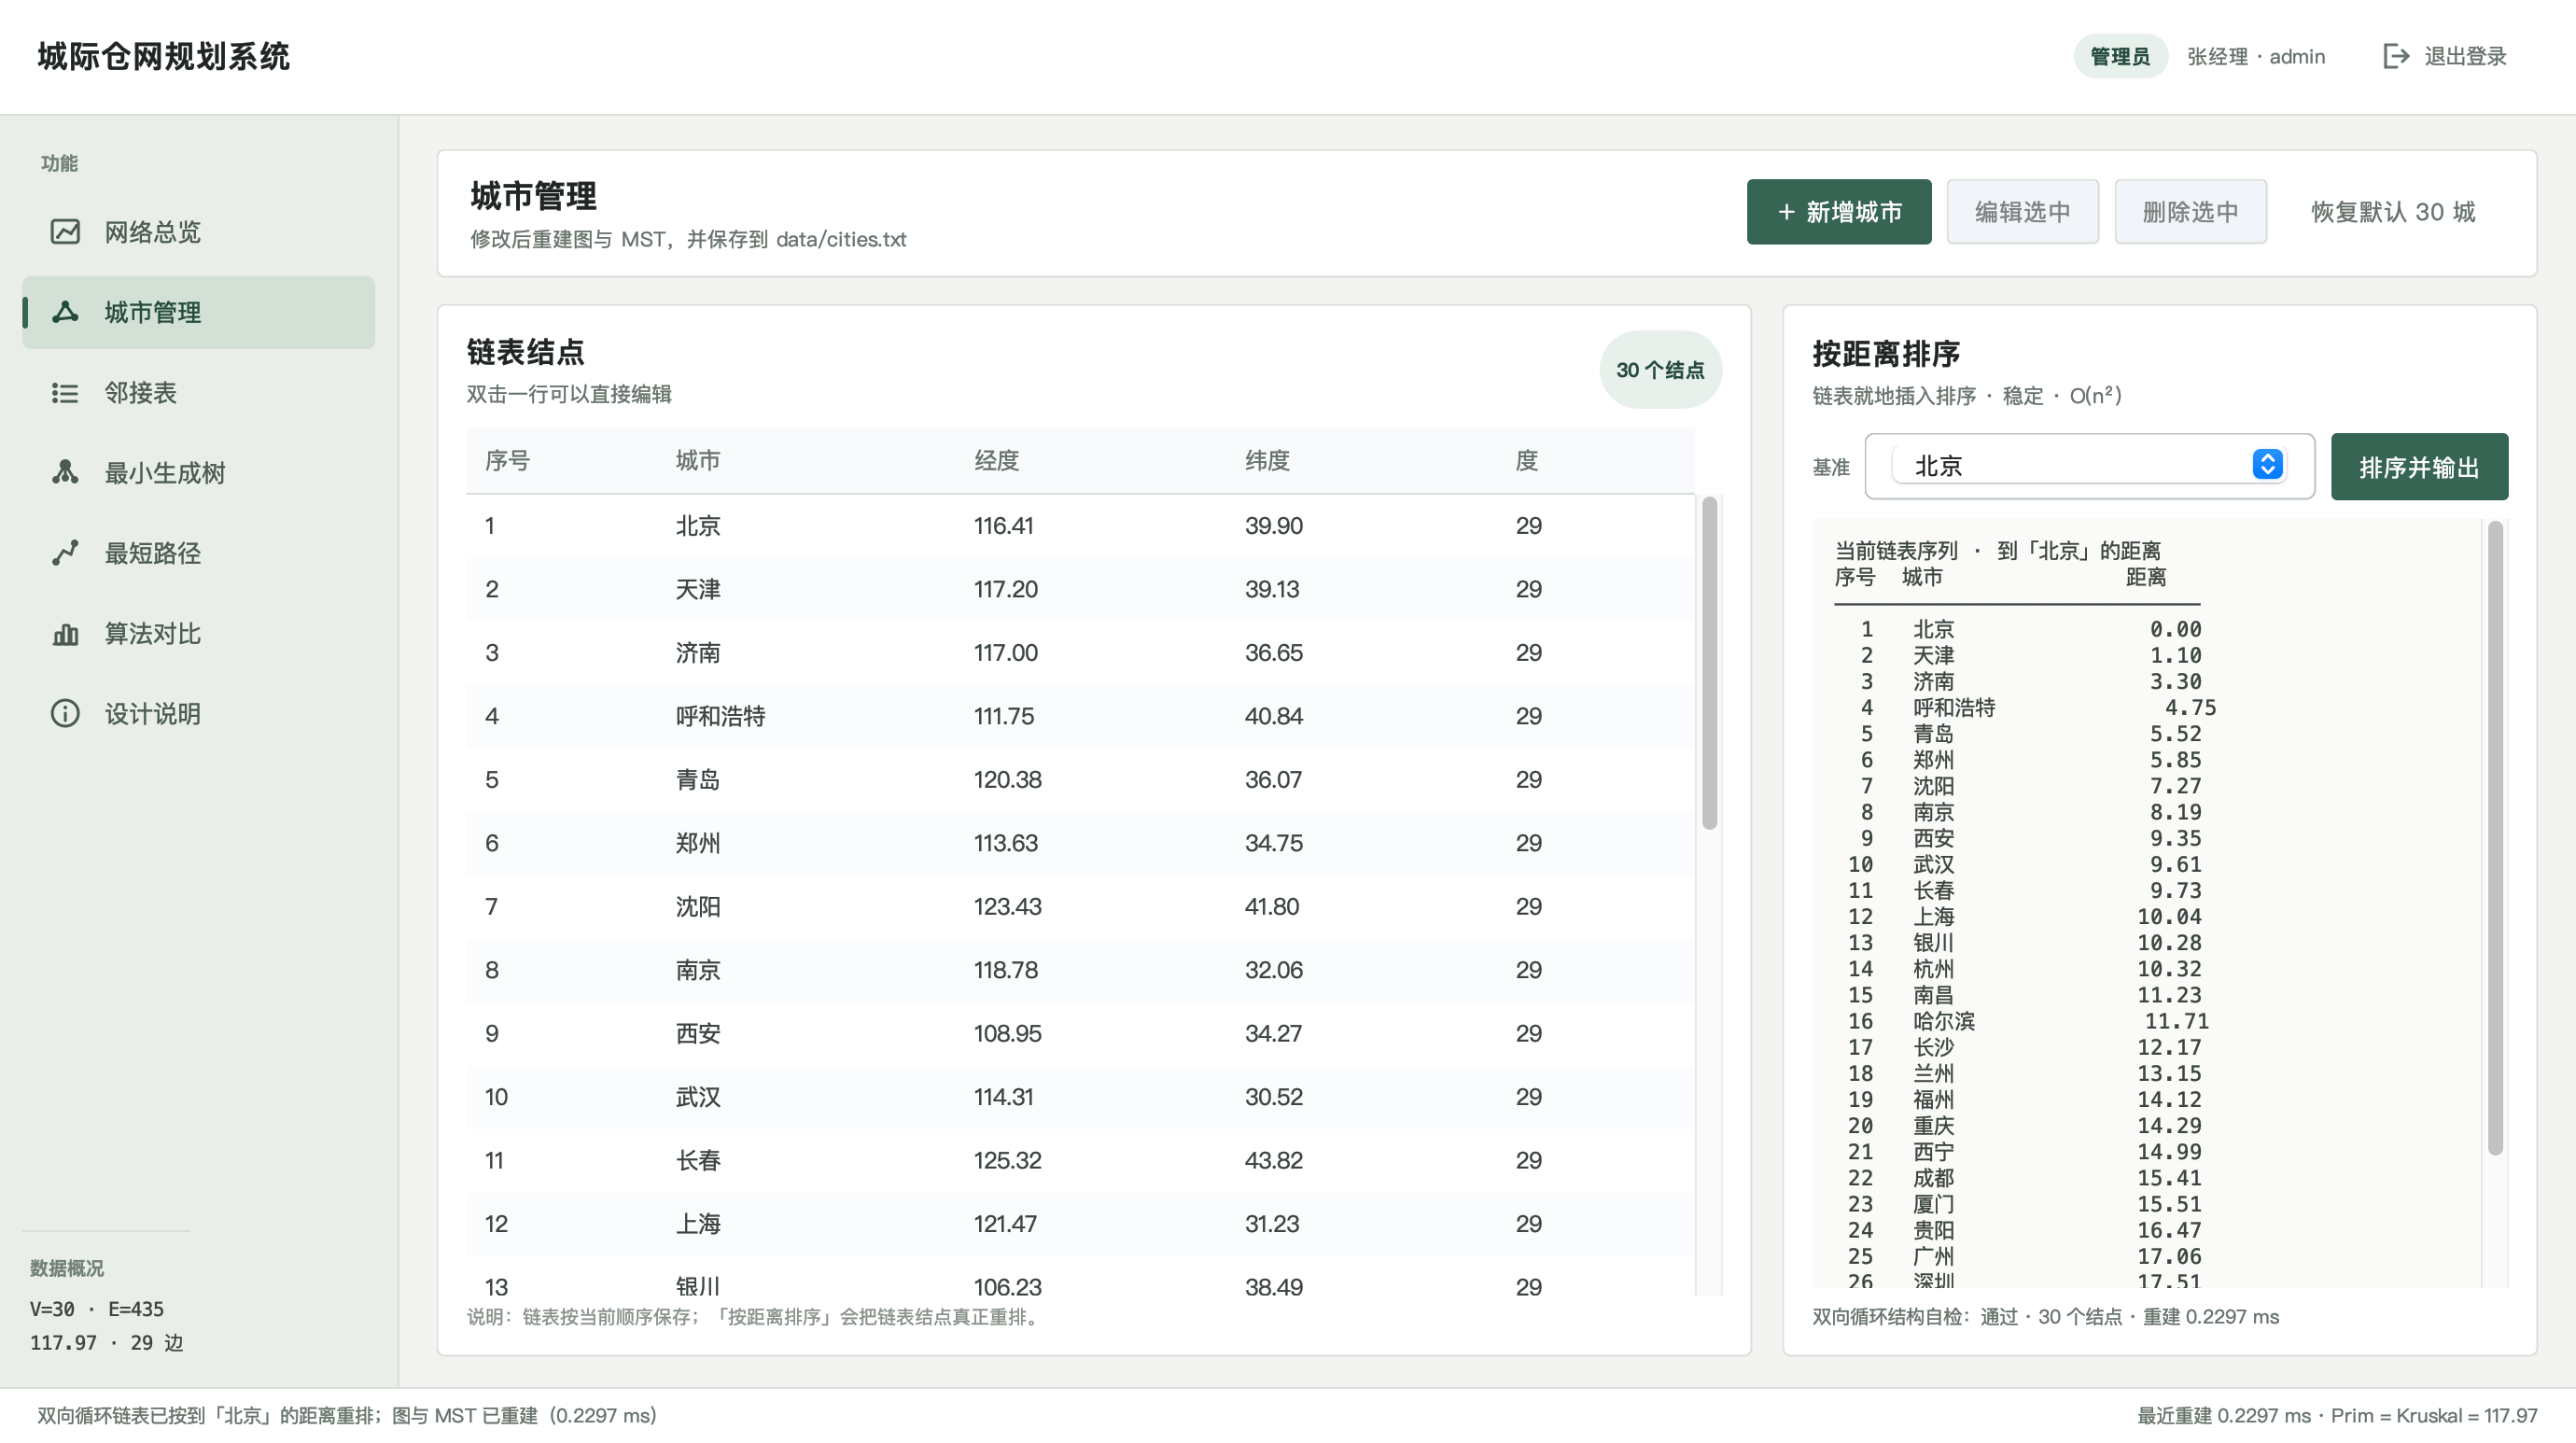 城际仓网规划系统
管理员 张经理 · admin 退出登录
功能
网络总览
城市管理
邻接表
最小生成树
最短路径
算法对比
设计说明
数据概况
V=30 · E=435
117.97 · 29 边
城市管理
修改后重建图与 MST，并保存到 data/cities.txt
+ 新增城市 编辑选中 删除选中 恢复默认 30 城
链表结点
双击一行可以直接编辑
30 个结点
序号 城市 经度 纬度 度
1 北京 116.41 39.90 29
2 天津 117.20 39.13 29
3 济南 117.00 36.65 29
4 呼和浩特 111.75 40.84 29
5 青岛 120.38 36.07 29
6 郑州 113.63 34.75 29
7 沈阳 123.43 41.80 29
8 南京 118.78 32.06 29
9 西安 108.95 34.27 29
10 武汉 114.31 30.52 29
11 长春 125.32 43.82 29
12 上海 121.47 31.23 29
13 银川 106.23 38.49 29
说明：链表按当前顺序保存；「按距离排序」会把链表结点真正重排。
按距离排序
链表就地插入排序 · 稳定 · O(n²)
基准 北京 排序并输出
当前链表序列 · 到「北京」的距离
序号 城市 距离
1 北京 0.00
2 天津 1.10
3 济南 3.30
4 呼和浩特 4.75
5 青岛 5.52
6 郑州 5.85
7 沈阳 7.27
8 南京 8.19
9 西安 9.35
10 武汉 9.61
11 长春 9.73
12 上海 10.04
13 银川 10.28
14 杭州 10.32
15 南昌 11.23
16 哈尔滨 11.71
17 长沙 12.17
18 兰州 13.15
19 福州 14.12
20 重庆 14.29
21 西宁 14.99
22 成都 15.41
23 厦门 15.51
24 贵阳 16.47
25 广州 17.06
26 深圳 17.51
双向循环结构自检：通过 · 30 个结点 · 重建 0.2297 ms
双向循环链表已按到「北京」的距离重排；图与 MST 已重建（0.2297 ms）
最近重建 0.2297 ms · Prim = Kruskal = 117.97